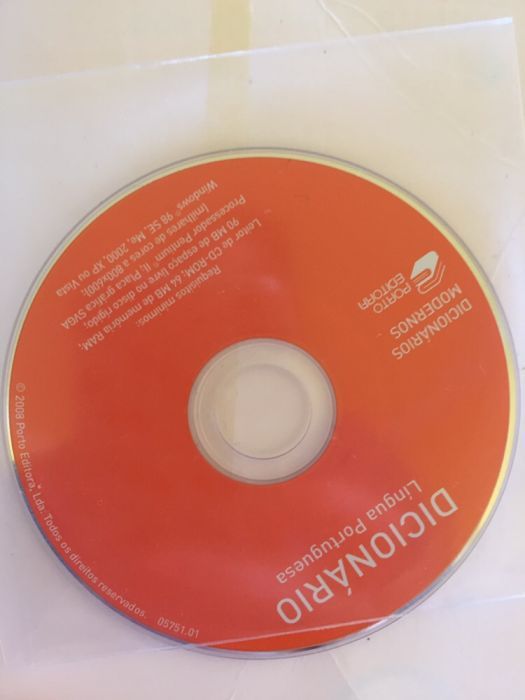 DICIONÁRIO
Língua Portuguesa
DICIONÁRIOS
MODERNOS
PORTO
EDITORA
Requisitos mínimos:
Leitor de CD-ROM; 64 MB de memória RAM;
90 MB de espaço livre no disco rígido;
Processador Pentium® II, Placa gráfica SVGA
(milhares de cores a 800x600);
Windows® 98 SE, Me, 2000, XP ou Vista
© 2008 Porto Editora, Lda. Todos os direitos reservados. 05751.01